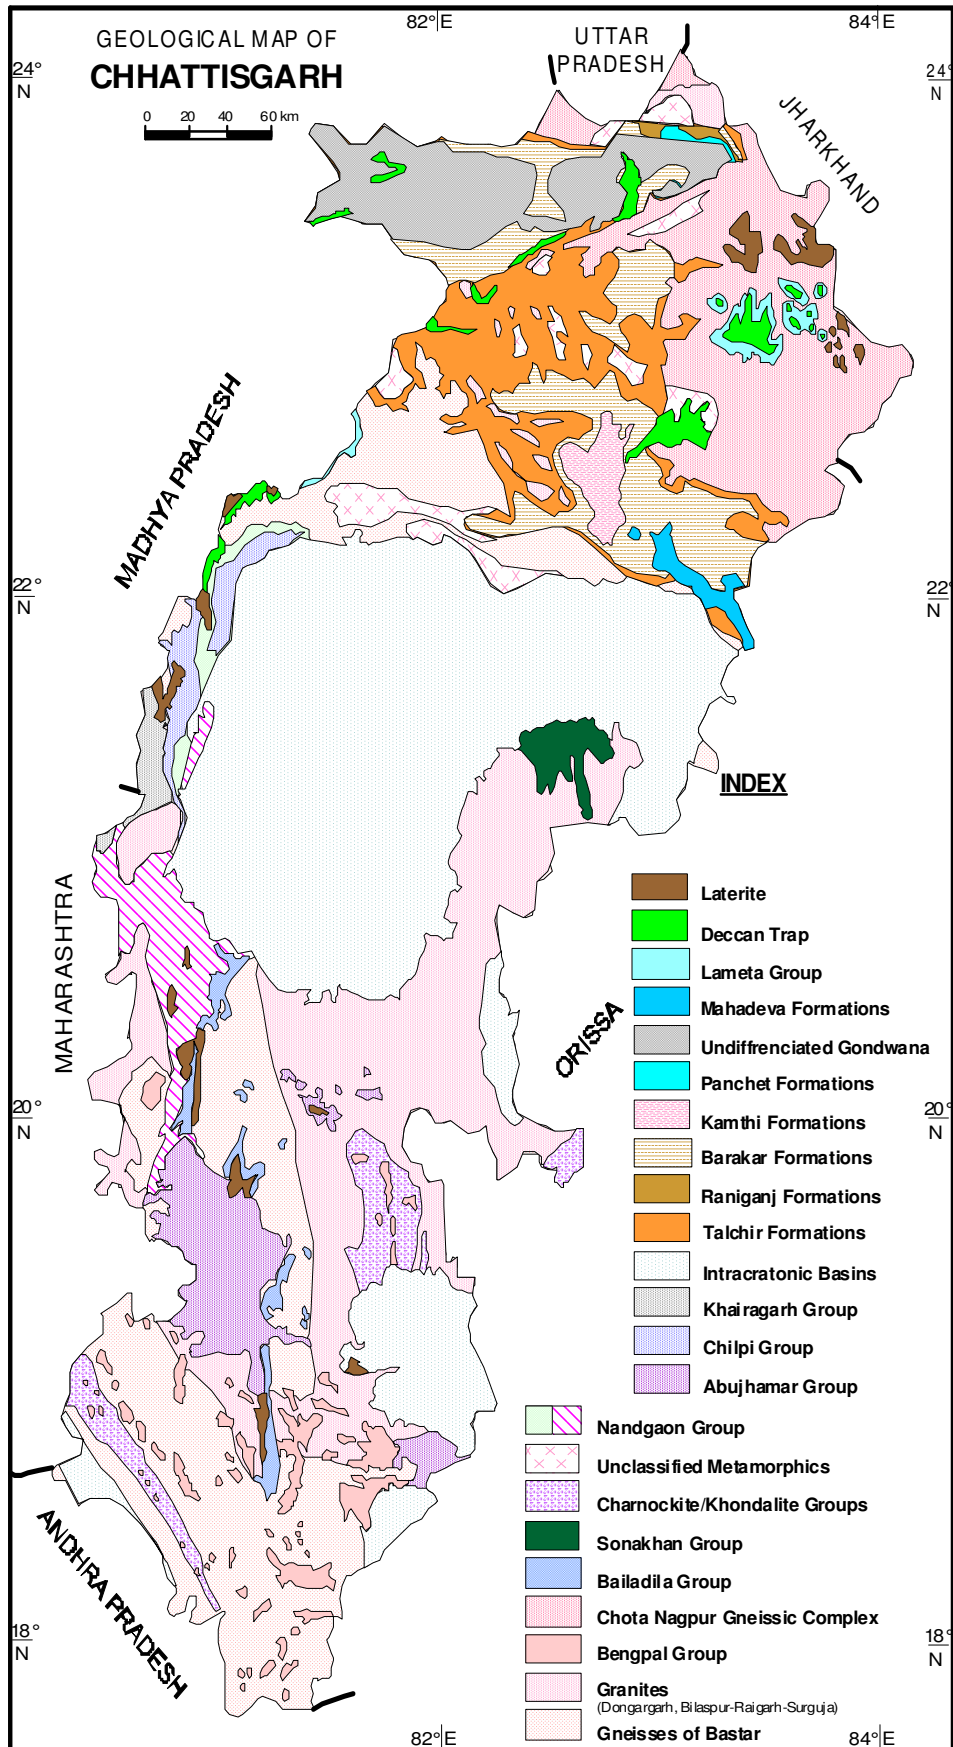 82°E
84°E
GEOLOGICAL MAP OF
CHHATTISGARH
0 20 40 60 km
UTTAR
PRADESH
24°
N
24°
N
JHARKHAND
MADHYA PRADESH
22°
N
22°
N
INDEX
MAHARASHTRA
ORISSA
Laterite
Deccan Trap
Lameta Group
Mahadeva Formations
Undiffrenciated Gondwana
Panchet Formations
Kamthi Formations
Barakar Formations
Raniganj Formations
Talchir Formations
Intracratonic Basins
Khairagarh Group
Chilpi Group
Abujhamar Group
Nandgaon Group
Unclassified Metamorphics
Charnockite/Khondalite Groups
Sonakhan Group
Bailadila Group
Chota Nagpur Gneissic Complex
Bengpal Group
Granites
(Dongargarh, Bilaspur-Raigarh-Surguja)
Gneisses of Bastar
20°
N
20°
N
ANDHRA PRADESH
18°
N
18°
N
82°E
84°E